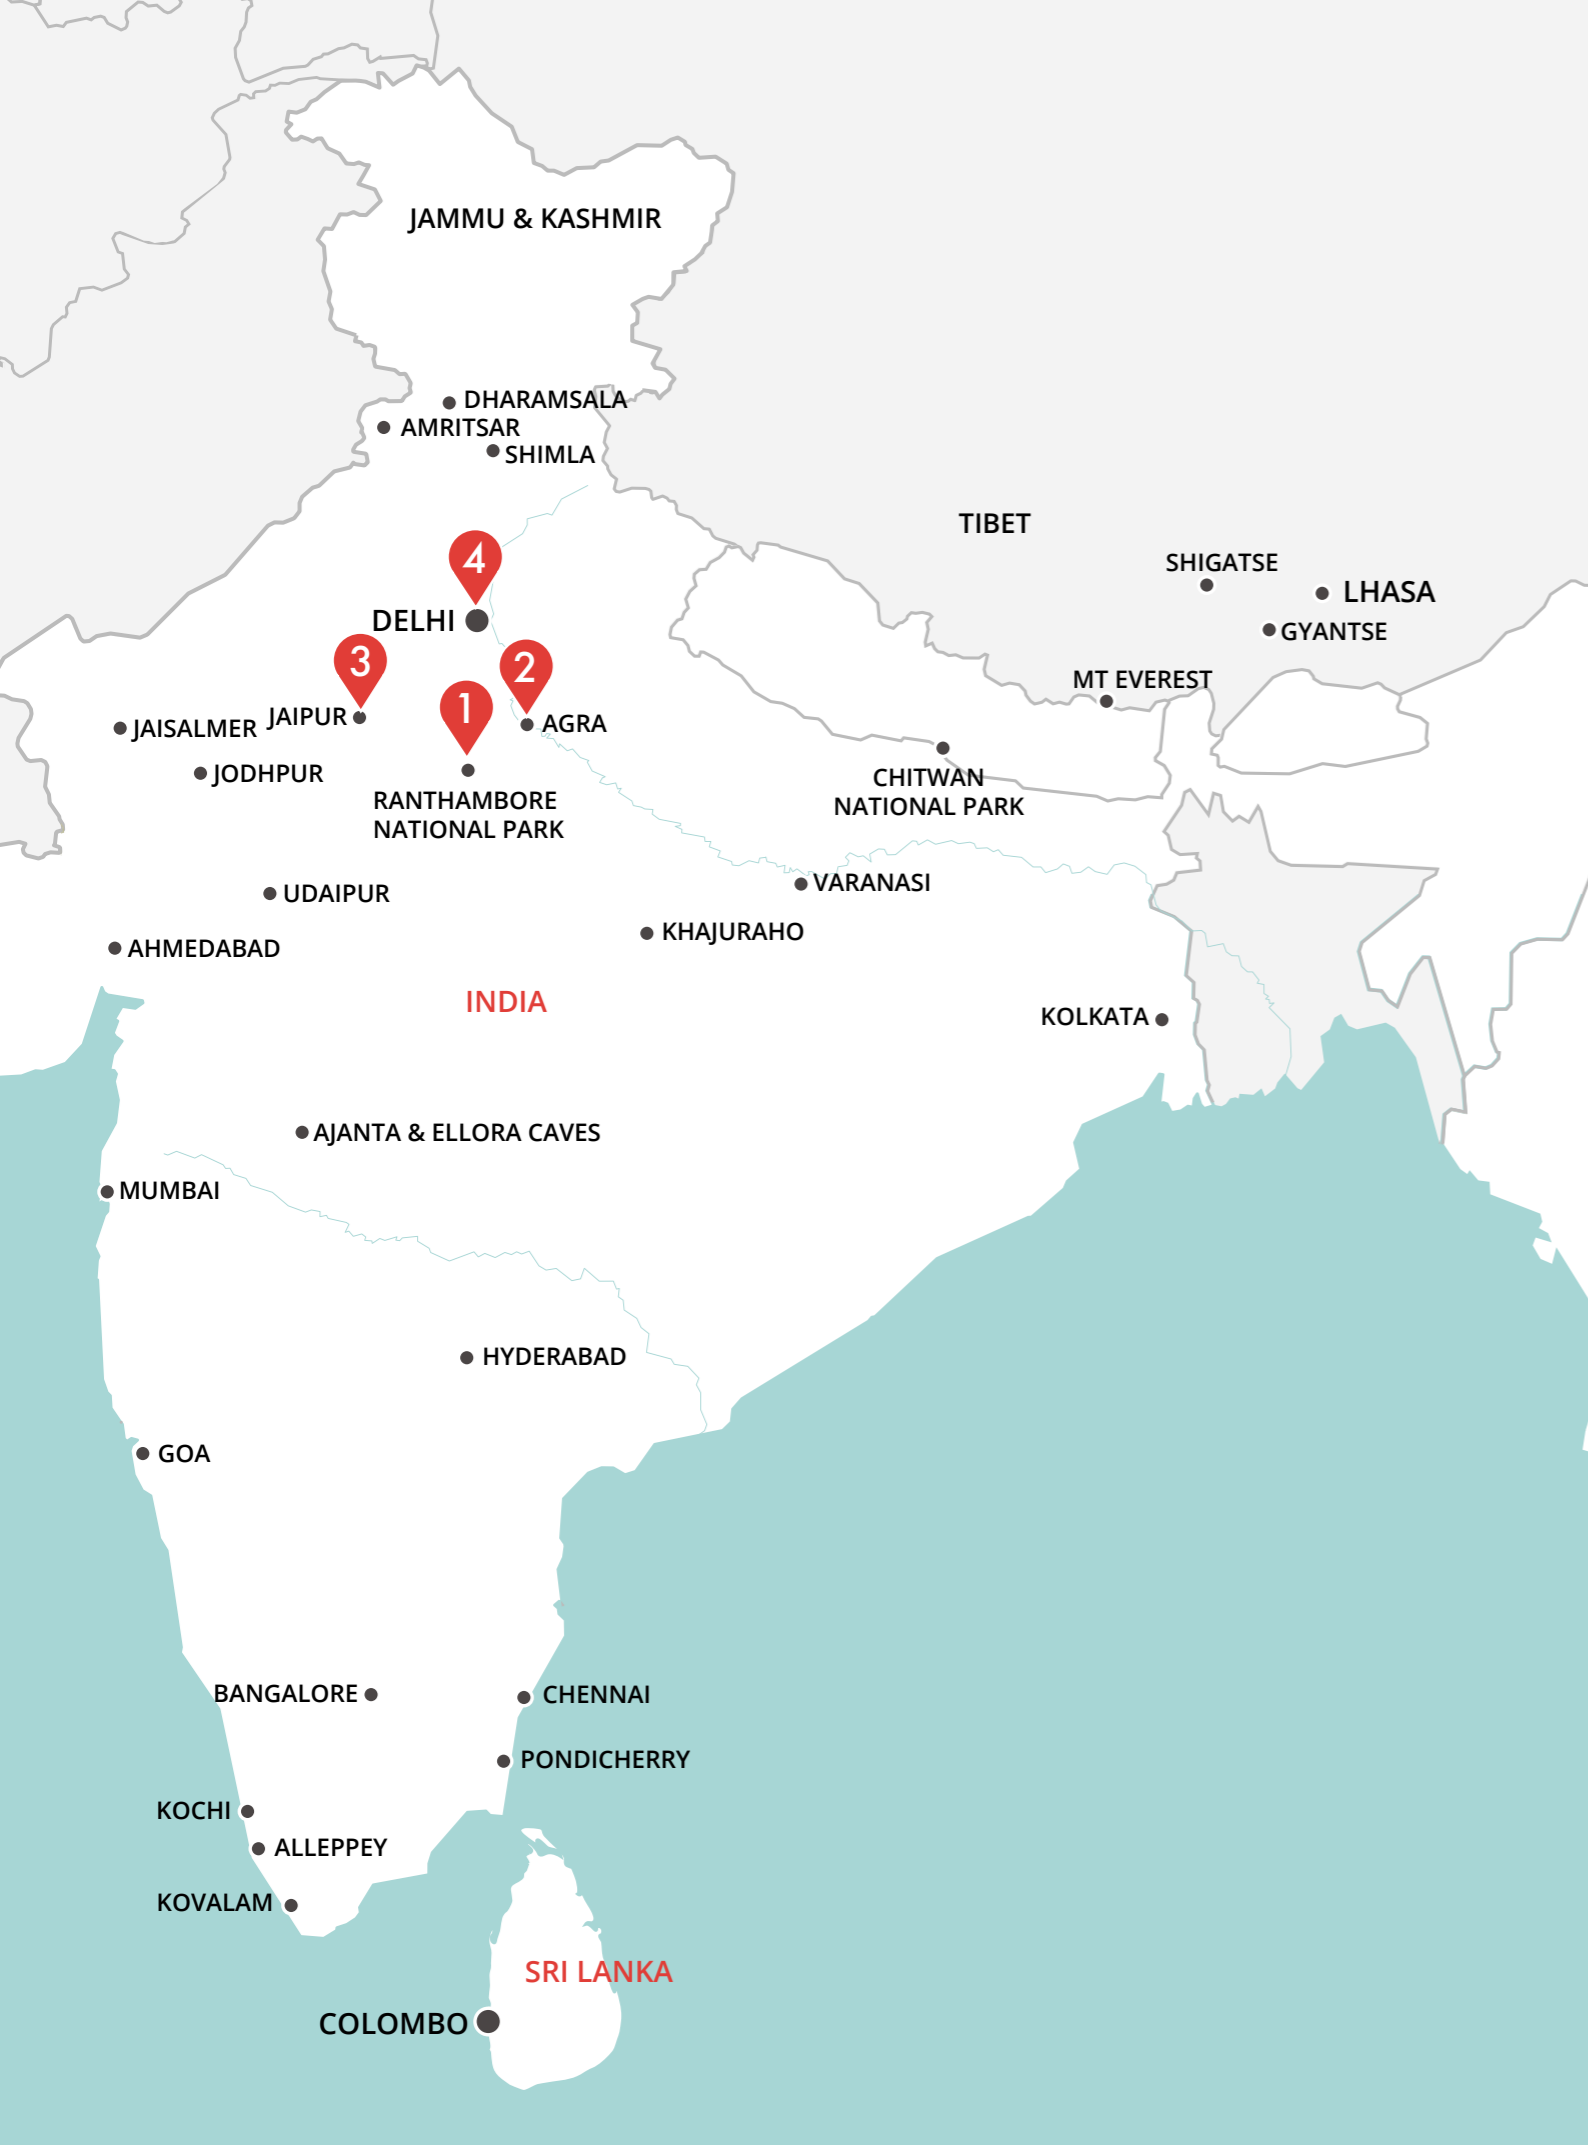 JAMMU & KASHMIR
DHARAMSALA
AMRITSAR
SHIMLA
TIBET
4
SHIGATSE
LHASA
DELHI
GYANTSE
3
2
MT EVEREST
1
JAISALMER
JAIPUR
AGRA
JODHPUR
CHITWAN
NATIONAL PARK
RANTHAMBORE
NATIONAL PARK
VARANASI
UDAIPUR
KHAJURAHO
AHMEDABAD
INDIA
KOLKATA
AJANTA & ELLORA CAVES
MUMBAI
HYDERABAD
GOA
BANGALORE
CHENNAI
PONDICHERRY
KOCHI
ALLEPPEY
KOVALAM
SRI LANKA
COLOMBO